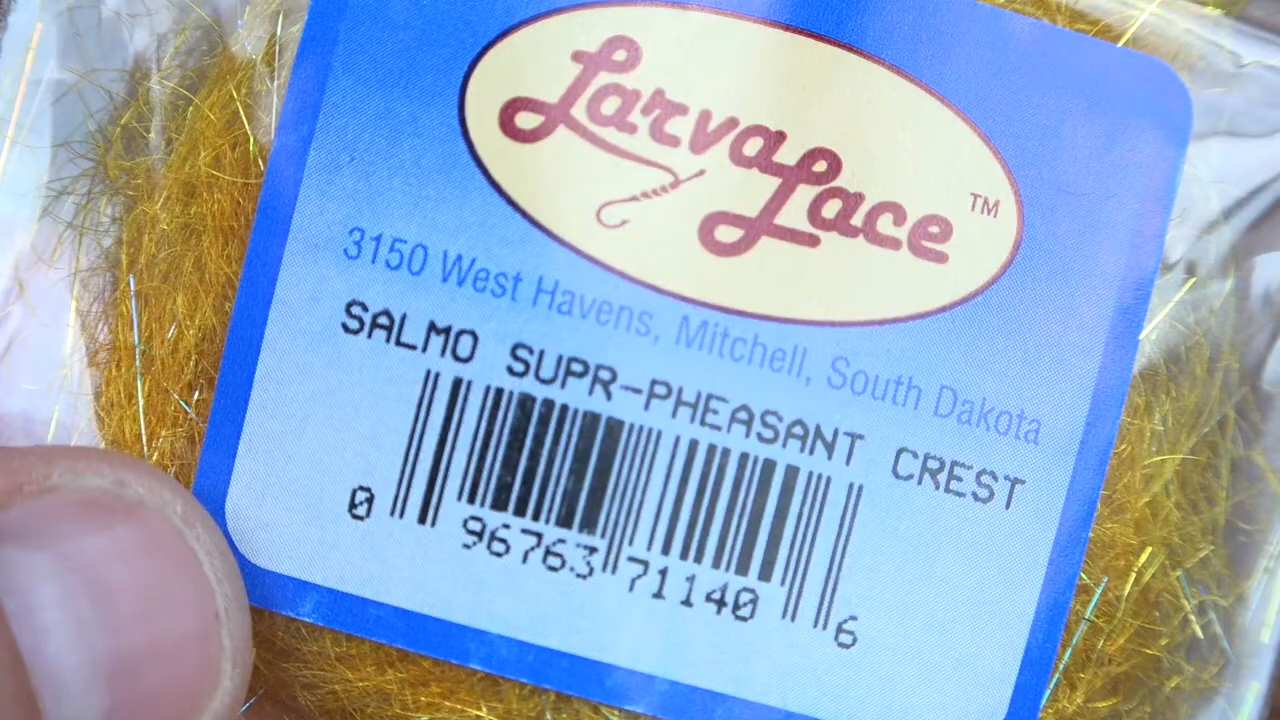 Larva Lace TM
3150 West Havens, Mitchell, South Dakota
SALMO SUPR-PHEASANT CREST
0 96763 71140 6